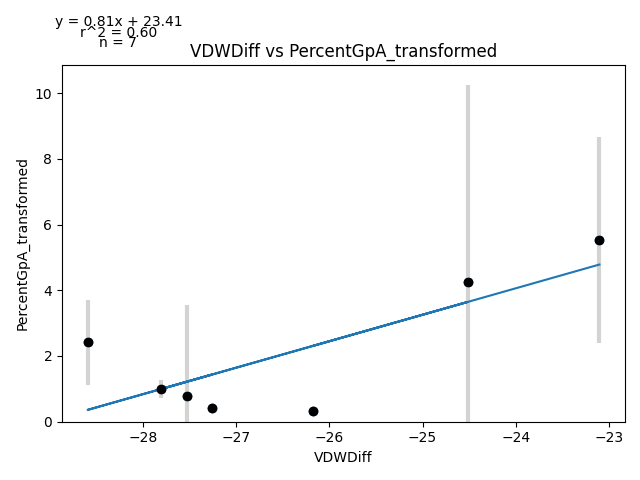 y = 0.81x + 23.41
r^2 = 0.60
n = 7
VDWDiff vs PercentGpA_transformed
PercentGpA_transformed
10
8
6
4
2
0
−28
−27
−26
−25
−24
−23
VDWDiff